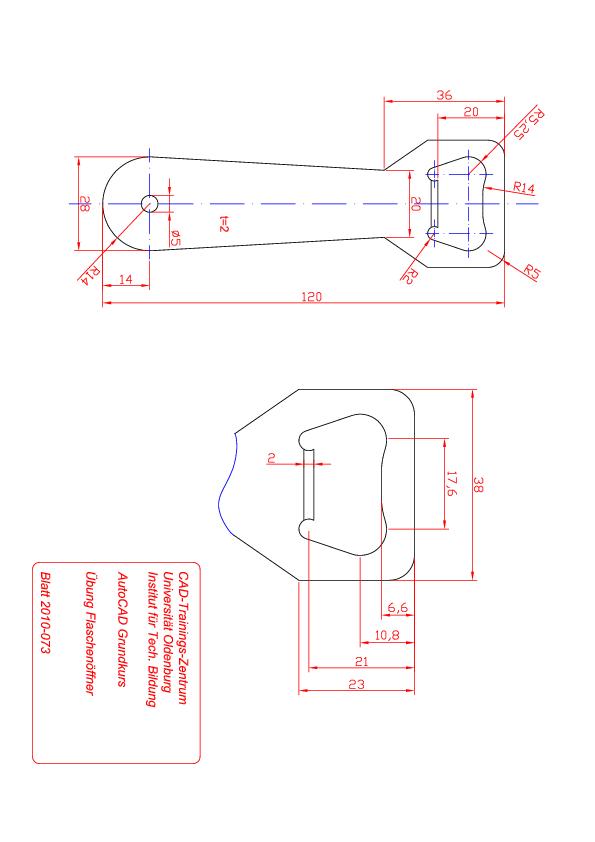 36
20
R5,25
R14
28
20
ø5
t=2
R14
R2
R5
14
120
2
17,6
38
6,6
10,8
21
23
CAD-Trainings-Zentrum
Universität Oldenburg
Institut für Tech. Bildung
AutoCAD Grundkurs
Übung Flaschenöffner
Blatt 2010-073